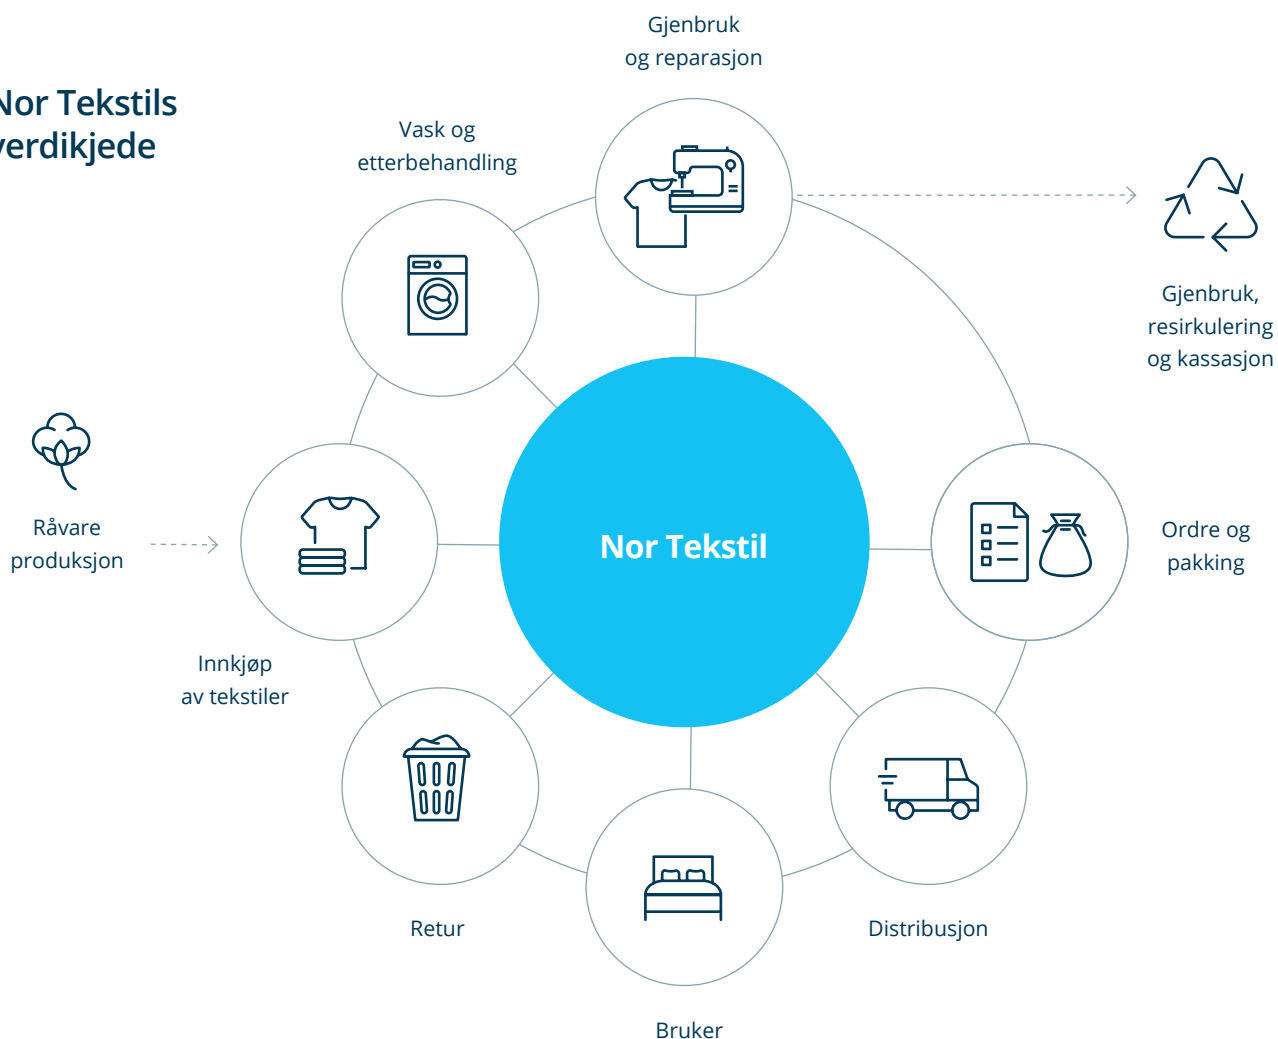 Nor Tekstils
verdikjede
Gjenbruk
og reparasjon
Vask og
etterbehandling
Gjenbruk,
resirkulering
og kassasjon
Råvare
produksjon
Nor Tekstil
Ordre og
pakking
Innkjøp
av tekstiler
Retur
Distribusjon
Bruker